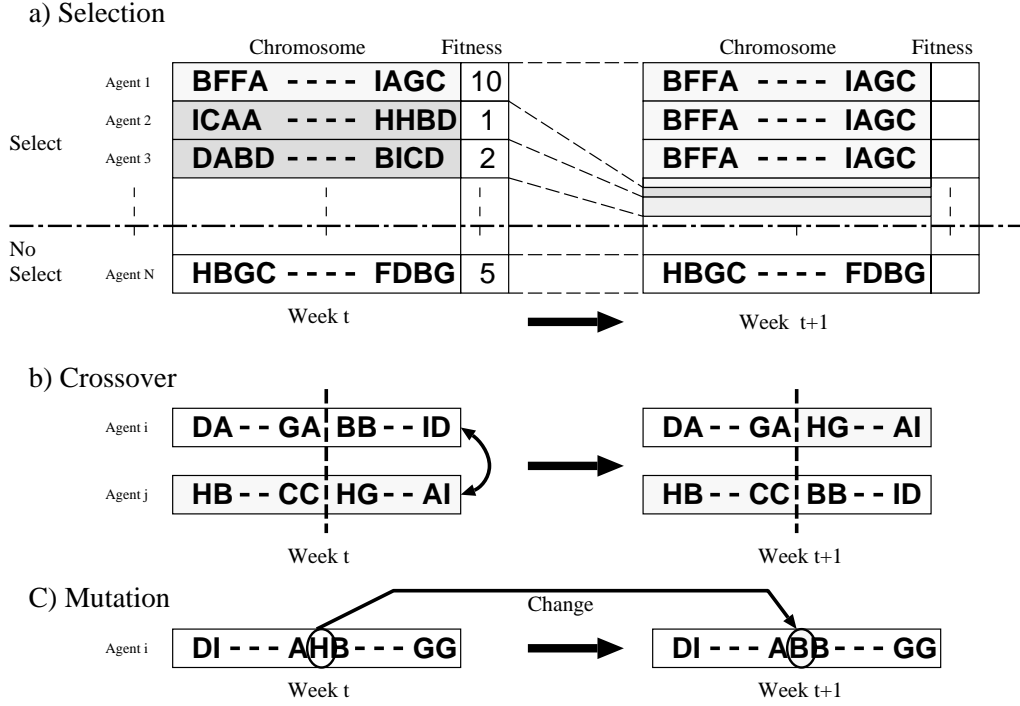 a) Selection
Chromosome Fitness Chromosome Fitness
Agent 1 BFFA - - - - IAGC 10 BFFA - - - - IAGC
Agent 2 ICAA - - - - HHBD 1 BFFA - - - - IAGC
Select
Agent 3 DABD - - - - BICD 2 BFFA - - - - IAGC
No
Select
Agent N HBGC - - - - FDBG 5 HBGC - - - - FDBG
Week t Week t+1
b) Crossover
Agent i DA - - GA BB - - ID DA - - GA HG - - AI
Agent j HB - - CC HG - - AI HB - - CC BB - - ID
Week t Week t+1
C) Mutation
Change
Agent i DI - - - AHB - - - GG DI - - - ABB - - - GG
Week t Week t+1